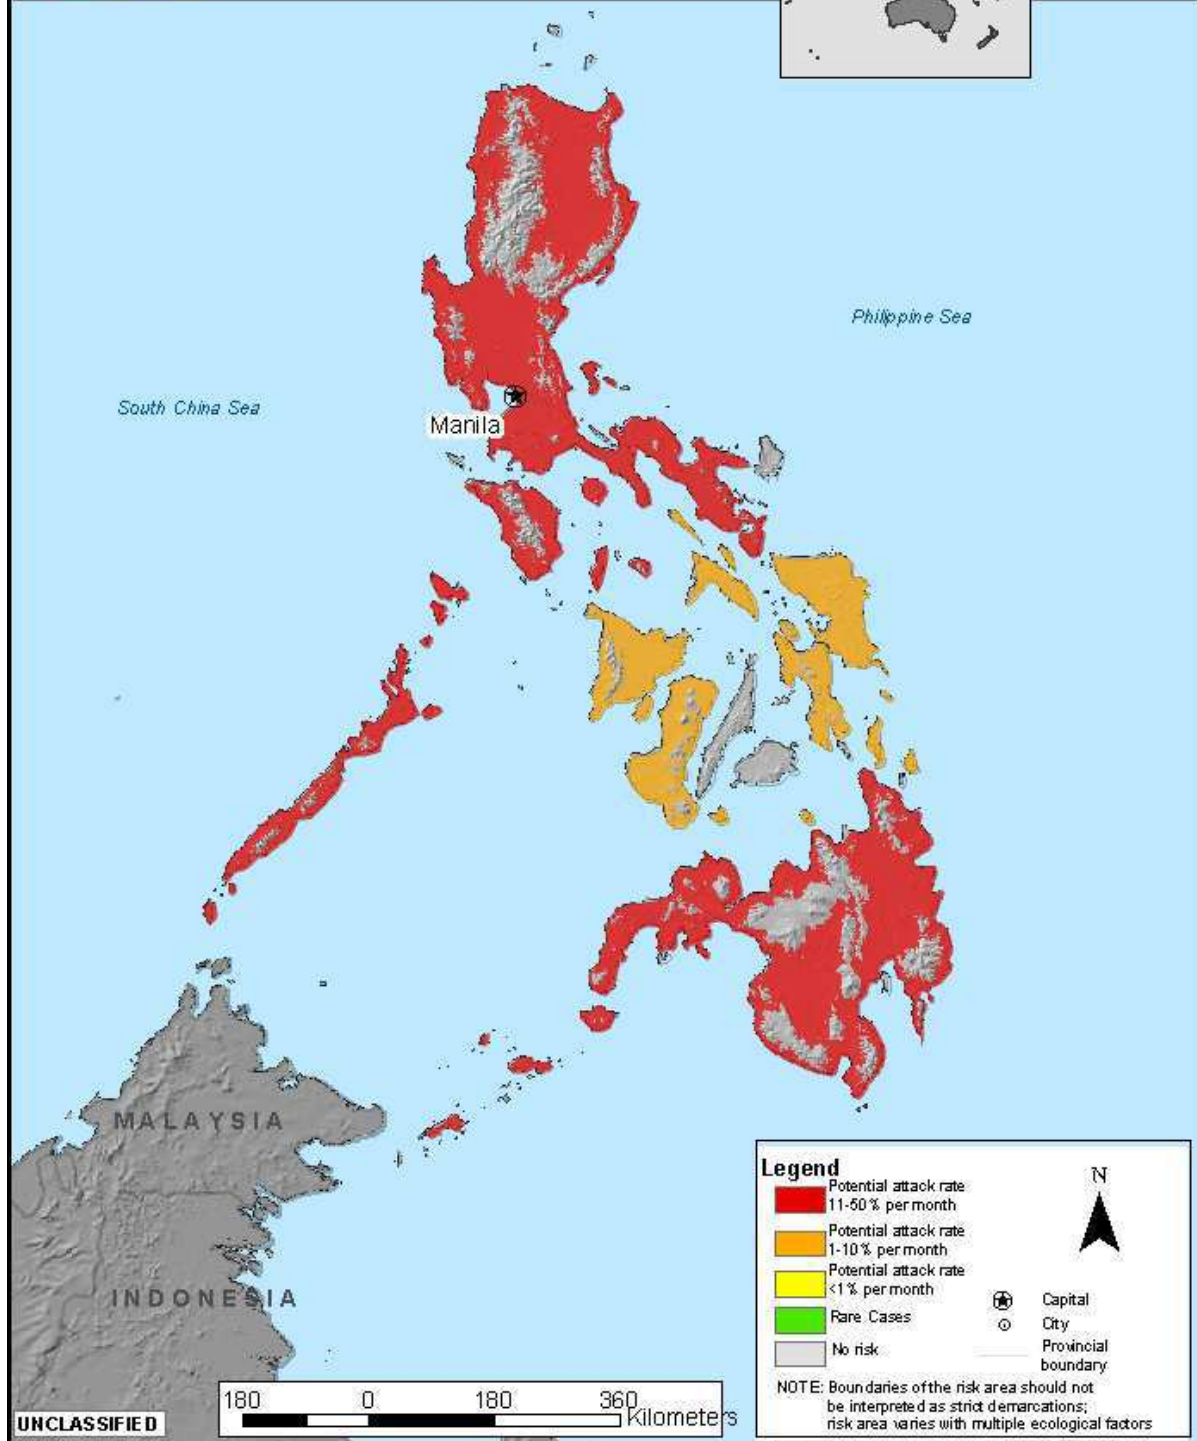 Philippine Sea
South China Sea
Manila
MALAYSIA
INDONESIA
Legend
Potential attack rate
11-50% per month
Potential attack rate
1-10% per month
Potential attack rate
<1% per month
Rare Cases
No risk
N
Capital
City
Provincial
boundary
NOTE: Boundaries of the risk area should not
be interpreted as strict demarcations;
risk area varies with multiple ecological factors
180 0 180 360
Kilometers
UNCLASSIFIED